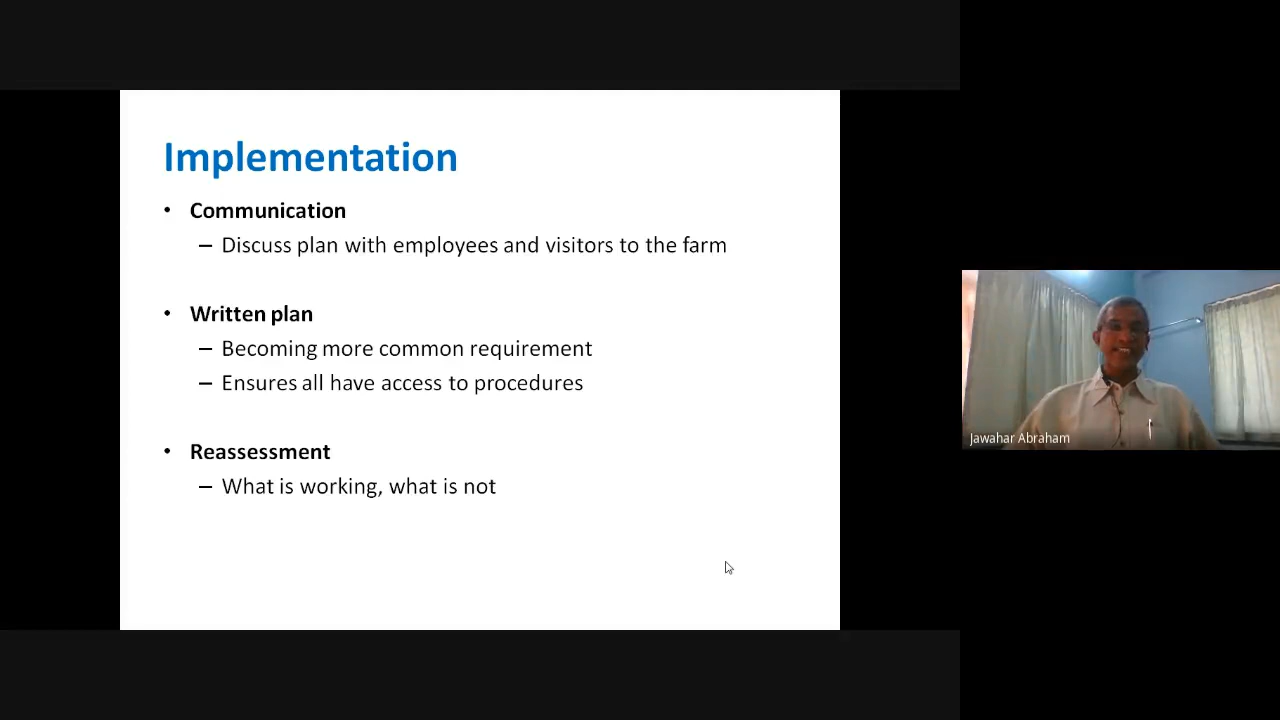 Implementation
• Communication
– Discuss plan with employees and visitors to the farm
• Written plan
– Becoming more common requirement
– Ensures all have access to procedures
• Reassessment
– What is working, what is not
Jawahar Abraham